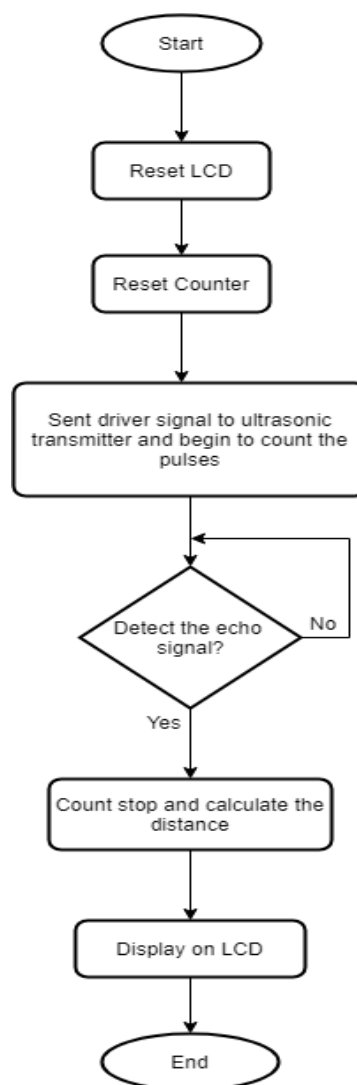 Start
Reset LCD
Reset Counter
Sent driver signal to ultrasonic
transmitter and begin to count the
pulses
Detect the echo
signal?
No
Yes
Count stop and calculate the
distance
Display on LCD
End